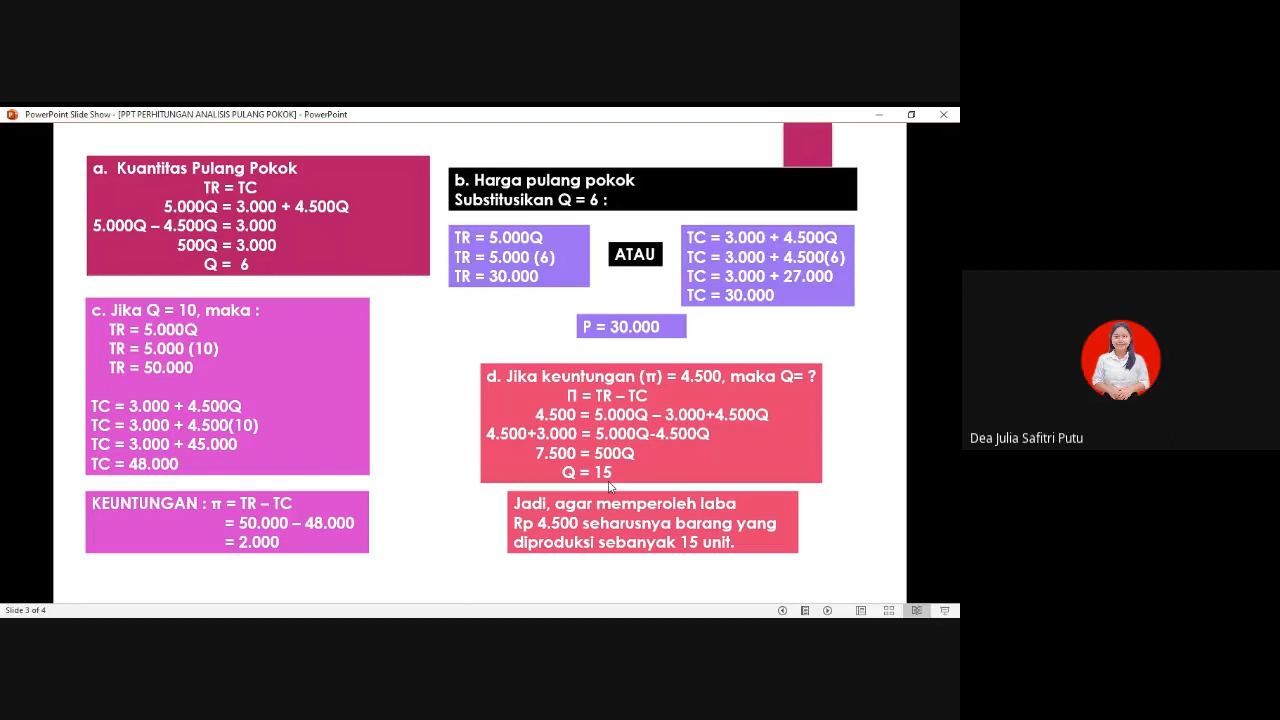 PowerPoint Slide Show - [PPT PERHITUNGAN ANALISIS PULANG POKOK] - PowerPoint
a. Kuantitas Pulang Pokok
TR = TC
5.000Q = 3.000 + 4.500Q
5.000Q – 4.500Q = 3.000
500Q = 3.000
Q = 6
b. Harga pulang pokok
Substitusikan Q = 6 :
TR = 5.000Q
TR = 5.000 (6)
TR = 30.000
ATAU
TC = 3.000 + 4.500Q
TC = 3.000 + 4.500(6)
TC = 3.000 + 27.000
TC = 30.000
P = 30.000
c. Jika Q = 10, maka :
TR = 5.000Q
TR = 5.000 (10)
TR = 50.000
TC = 3.000 + 4.500Q
TC = 3.000 + 4.500(10)
TC = 3.000 + 45.000
TC = 48.000
KEUNTUNGAN : π = TR – TC
= 50.000 – 48.000
= 2.000
d. Jika keuntungan (π) = 4.500, maka Q= ?
Π = TR – TC
4.500 = 5.000Q – 3.000+4.500Q
4.500+3.000 = 5.000Q-4.500Q
7.500 = 500Q
Q = 15
Jadi, agar memperoleh laba
Rp 4.500 seharusnya barang yang
diproduksi sebanyak 15 unit.
Slide 3 of 4
Dea Julia Safitri Putu